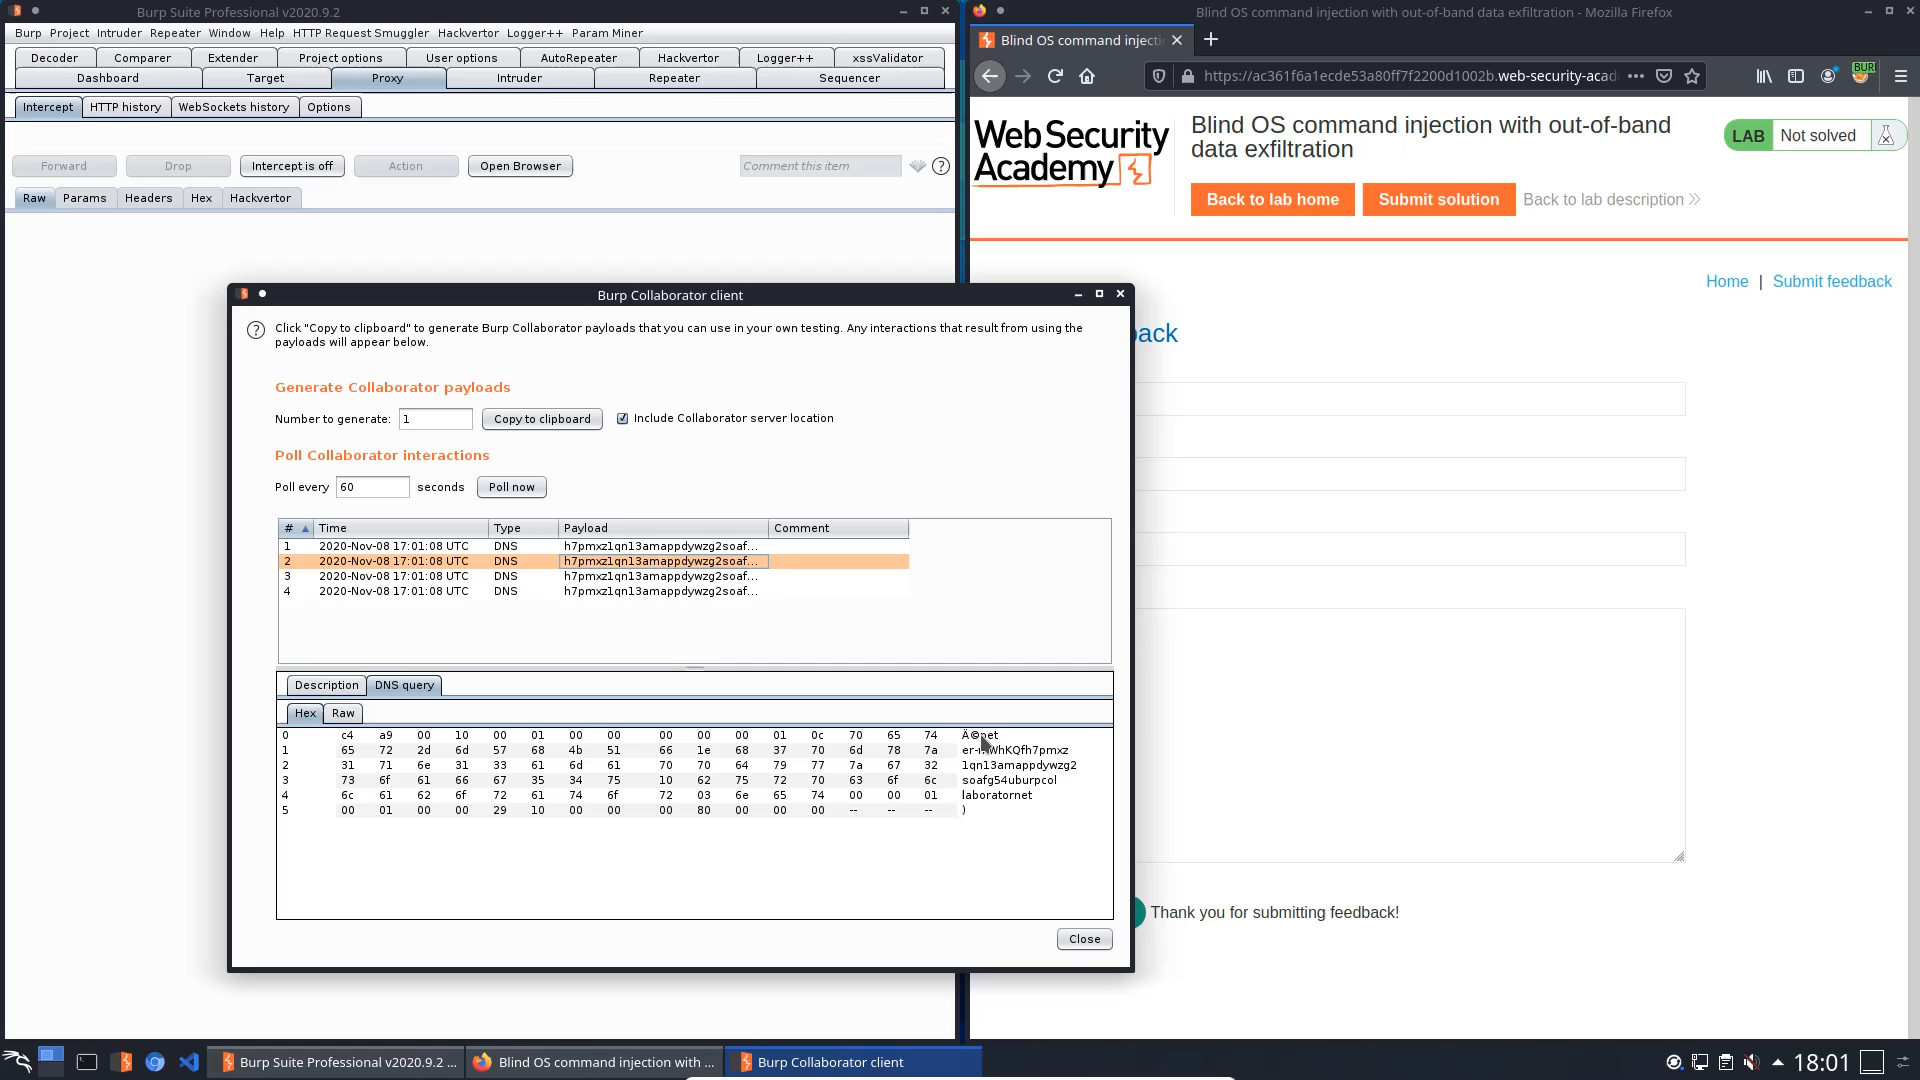 Burp Suite Professional v2020.9.2
Burp Project Intruder Repeater Window Help HTTP Request Smuggler Hackvertor Logger++ Param Miner
Decoder Comparer Extender Project options User options AutoRepeater Hackvertor Logger++ xssValidator
Dashboard Target Proxy Intruder Repeater Sequencer
Intercept HTTP history WebSockets history Options
Forward Drop Intercept is off Action Open Browser Comment this item ?
Raw Params Headers Hex Hackvertor
Blind OS command injection with out-of-band data exfiltration - Mozilla Firefox
Blind OS command injecti
https://ac361f6a1ecde53a80ff7f2200d1002b.web-security-acad
BURI
Web Security
Academy
Blind OS command injection with out-of-band
data exfiltration
LAB Not solved
Back to lab home Submit solution Back to lab description
Home | Submit feedback
back
Thank you for submitting feedback!
Burp Collaborator client
? Click "Copy to clipboard" to generate Burp Collaborator payloads that you can use in your own testing. Any interactions that result from using the
payloads will appear below.
Generate Collaborator payloads
Number to generate: 1 Copy to clipboard Include Collaborator server location
Poll Collaborator interactions
Poll every 60 seconds Poll now
# Time Type Payload Comment
1 2020-Nov-08 17:01:08 UTC DNS h7pmxz1qn13amappdywzg2soaf...
2 2020-Nov-08 17:01:08 UTC DNS h7pmxz1qn13amappdywzg2soaf...
3 2020-Nov-08 17:01:08 UTC DNS h7pmxz1qn13amappdywzg2soaf...
4 2020-Nov-08 17:01:08 UTC DNS h7pmxz1qn13amappdywzg2soaf...
Description DNS query
Hex Raw
0 c4 a9 00 10 00 01 00 00 00 00 00 01 0c 70 65 74 Ä©pet
1 65 72 2d 6d 57 68 4b 51 66 1e 68 37 70 6d 78 7a er-mWhKQfh7pmxz
2 31 71 6e 31 33 61 6d 61 70 70 64 79 77 7a 67 32 1qn13amappdywzg2
3 73 6f 61 66 67 35 34 75 10 62 75 72 70 63 6f 6c soafg54uburpcol
4 6c 61 62 6f 72 61 74 6f 72 03 6e 65 74 00 00 01 laboratornet
5 00 01 00 00 29 10 00 00 00 80 00 00 00 -- -- -- )
Close
Burp Suite Professional v2020.9.2 ... Blind OS command injection with ... Burp Collaborator client 18:01